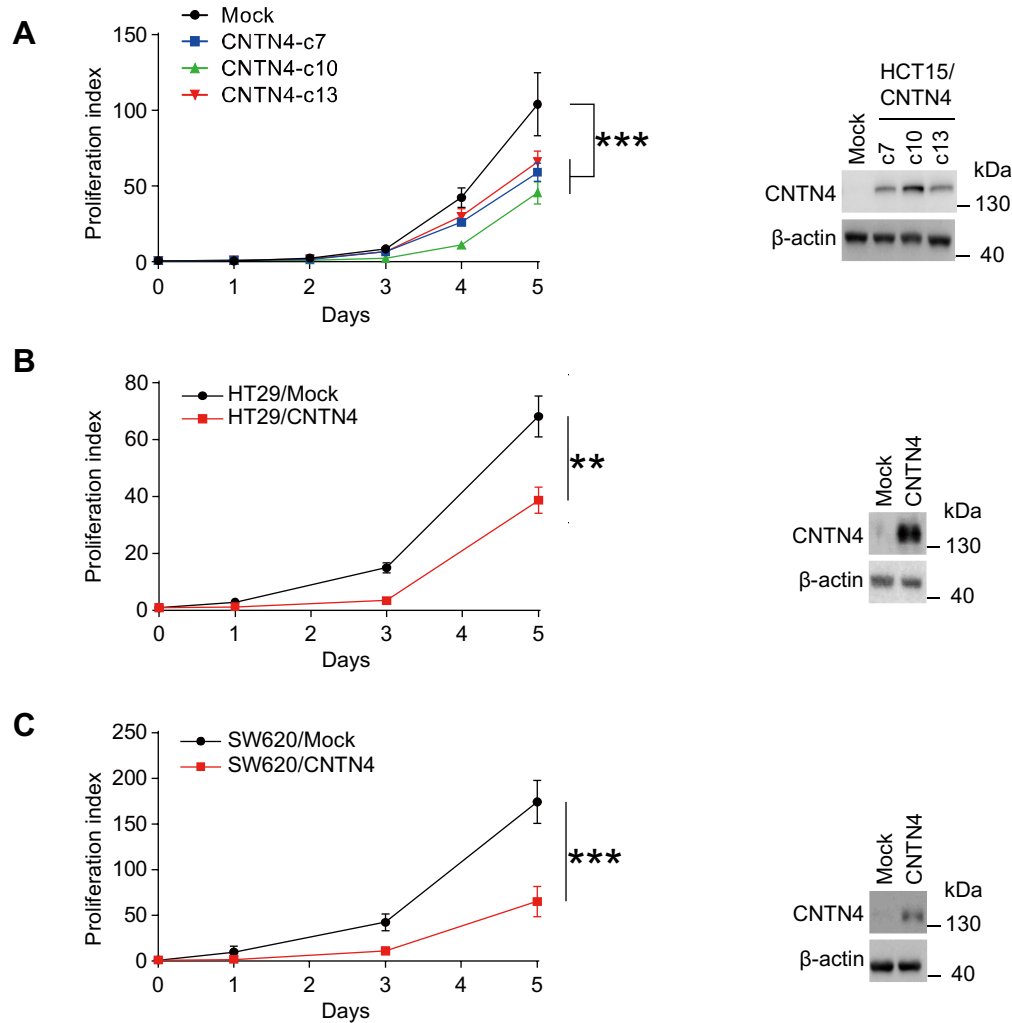 A
Mock
CNTN4-c7
CNTN4-c10
CNTN4-c13
Proliferation index
150
100
50
0
0 1 2 3 4 5
Days
***
HCT15/
CNTN4
Mock c7 c10 c13
kDa
CNTN4
130
β-actin
40
B
HT29/Mock
HT29/CNTN4
Proliferation index
80
60
40
20
0
0 1 2 3 4 5
Days
**
Mock CNTN4
kDa
CNTN4
130
β-actin
40
C
SW620/Mock
SW620/CNTN4
Proliferation index
250
200
150
100
50
0
0 1 2 3 4 5
Days
***
Mock CNTN4
kDa
CNTN4
130
β-actin
40